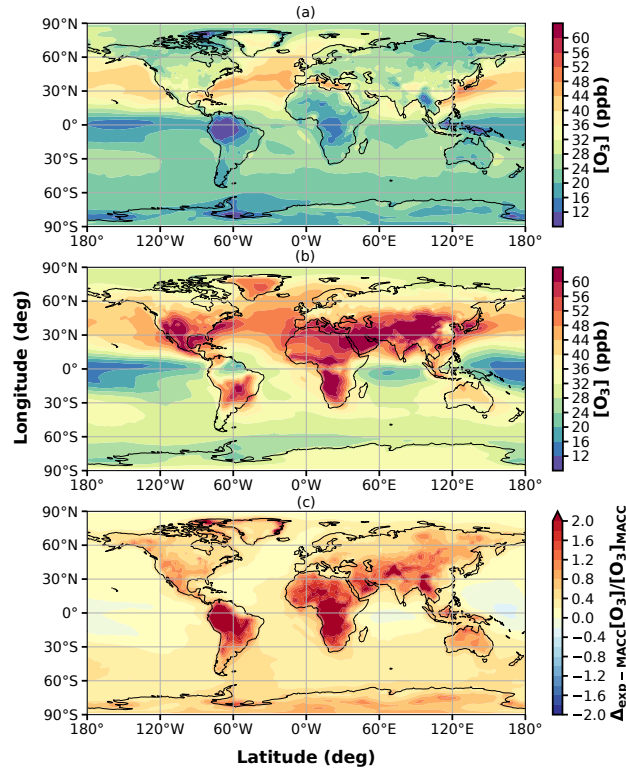 (a)
90°N
60°N
30°N
0°
30°S
60°S
90°S
180° 120°W 60°W 0°W 60°E 120°E 180°
60
56
52
48
44
40
36
32
28
24
20
16
12
[O₃] (ppb)
(b)
90°N
60°N
30°N
0°
30°S
60°S
90°S
180° 120°W 60°W 0°W 60°E 120°E 180°
60
56
52
48
44
40
36
32
28
24
20
16
12
[O₃] (ppb)
Longitude (deg)
(c)
90°N
60°N
30°N
0°
30°S
60°S
90°S
180° 120°W 60°W 0°W 60°E 120°E 180°
2.0
1.6
1.2
0.8
0.4
0.0
−0.4
−0.8
−1.2
−1.6
−2.0
Δexp−MACC[O₃]/[O₃]MACC
Latitude (deg)